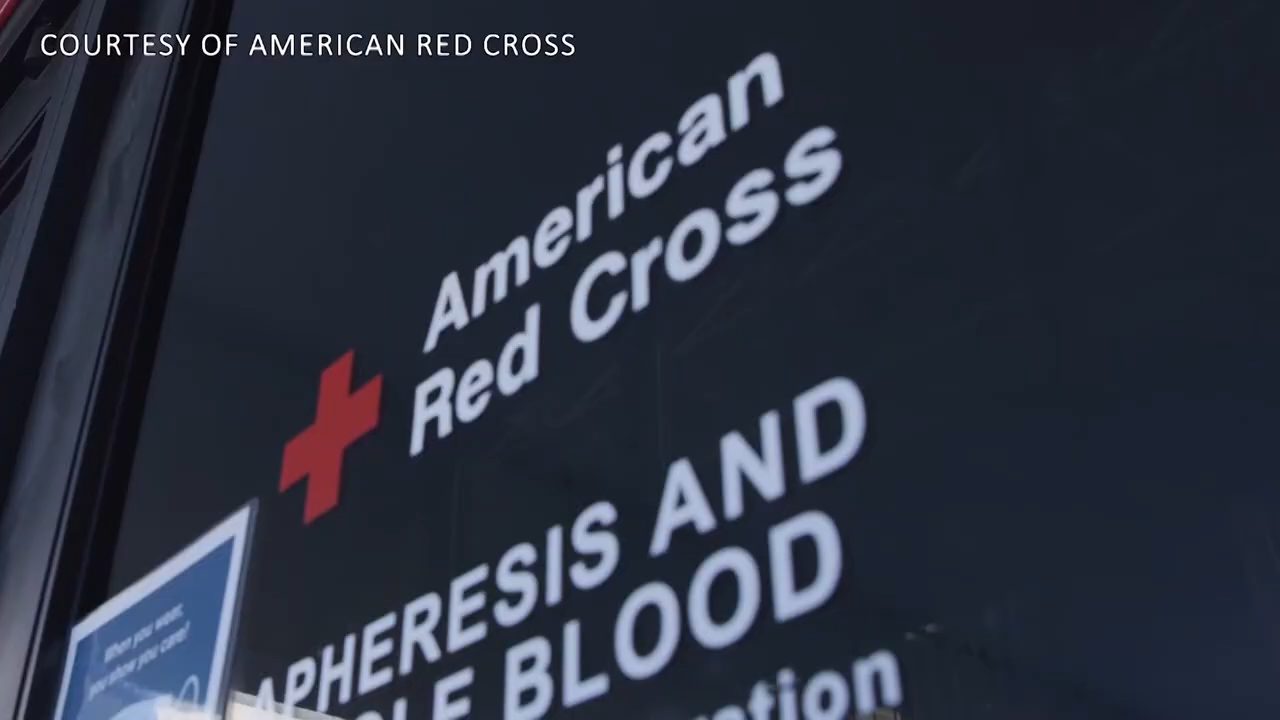 COURTESY OF AMERICAN RED CROSS
American
Red Cross
APHERESIS AND
BLOOD
When you wear,
you show you care!